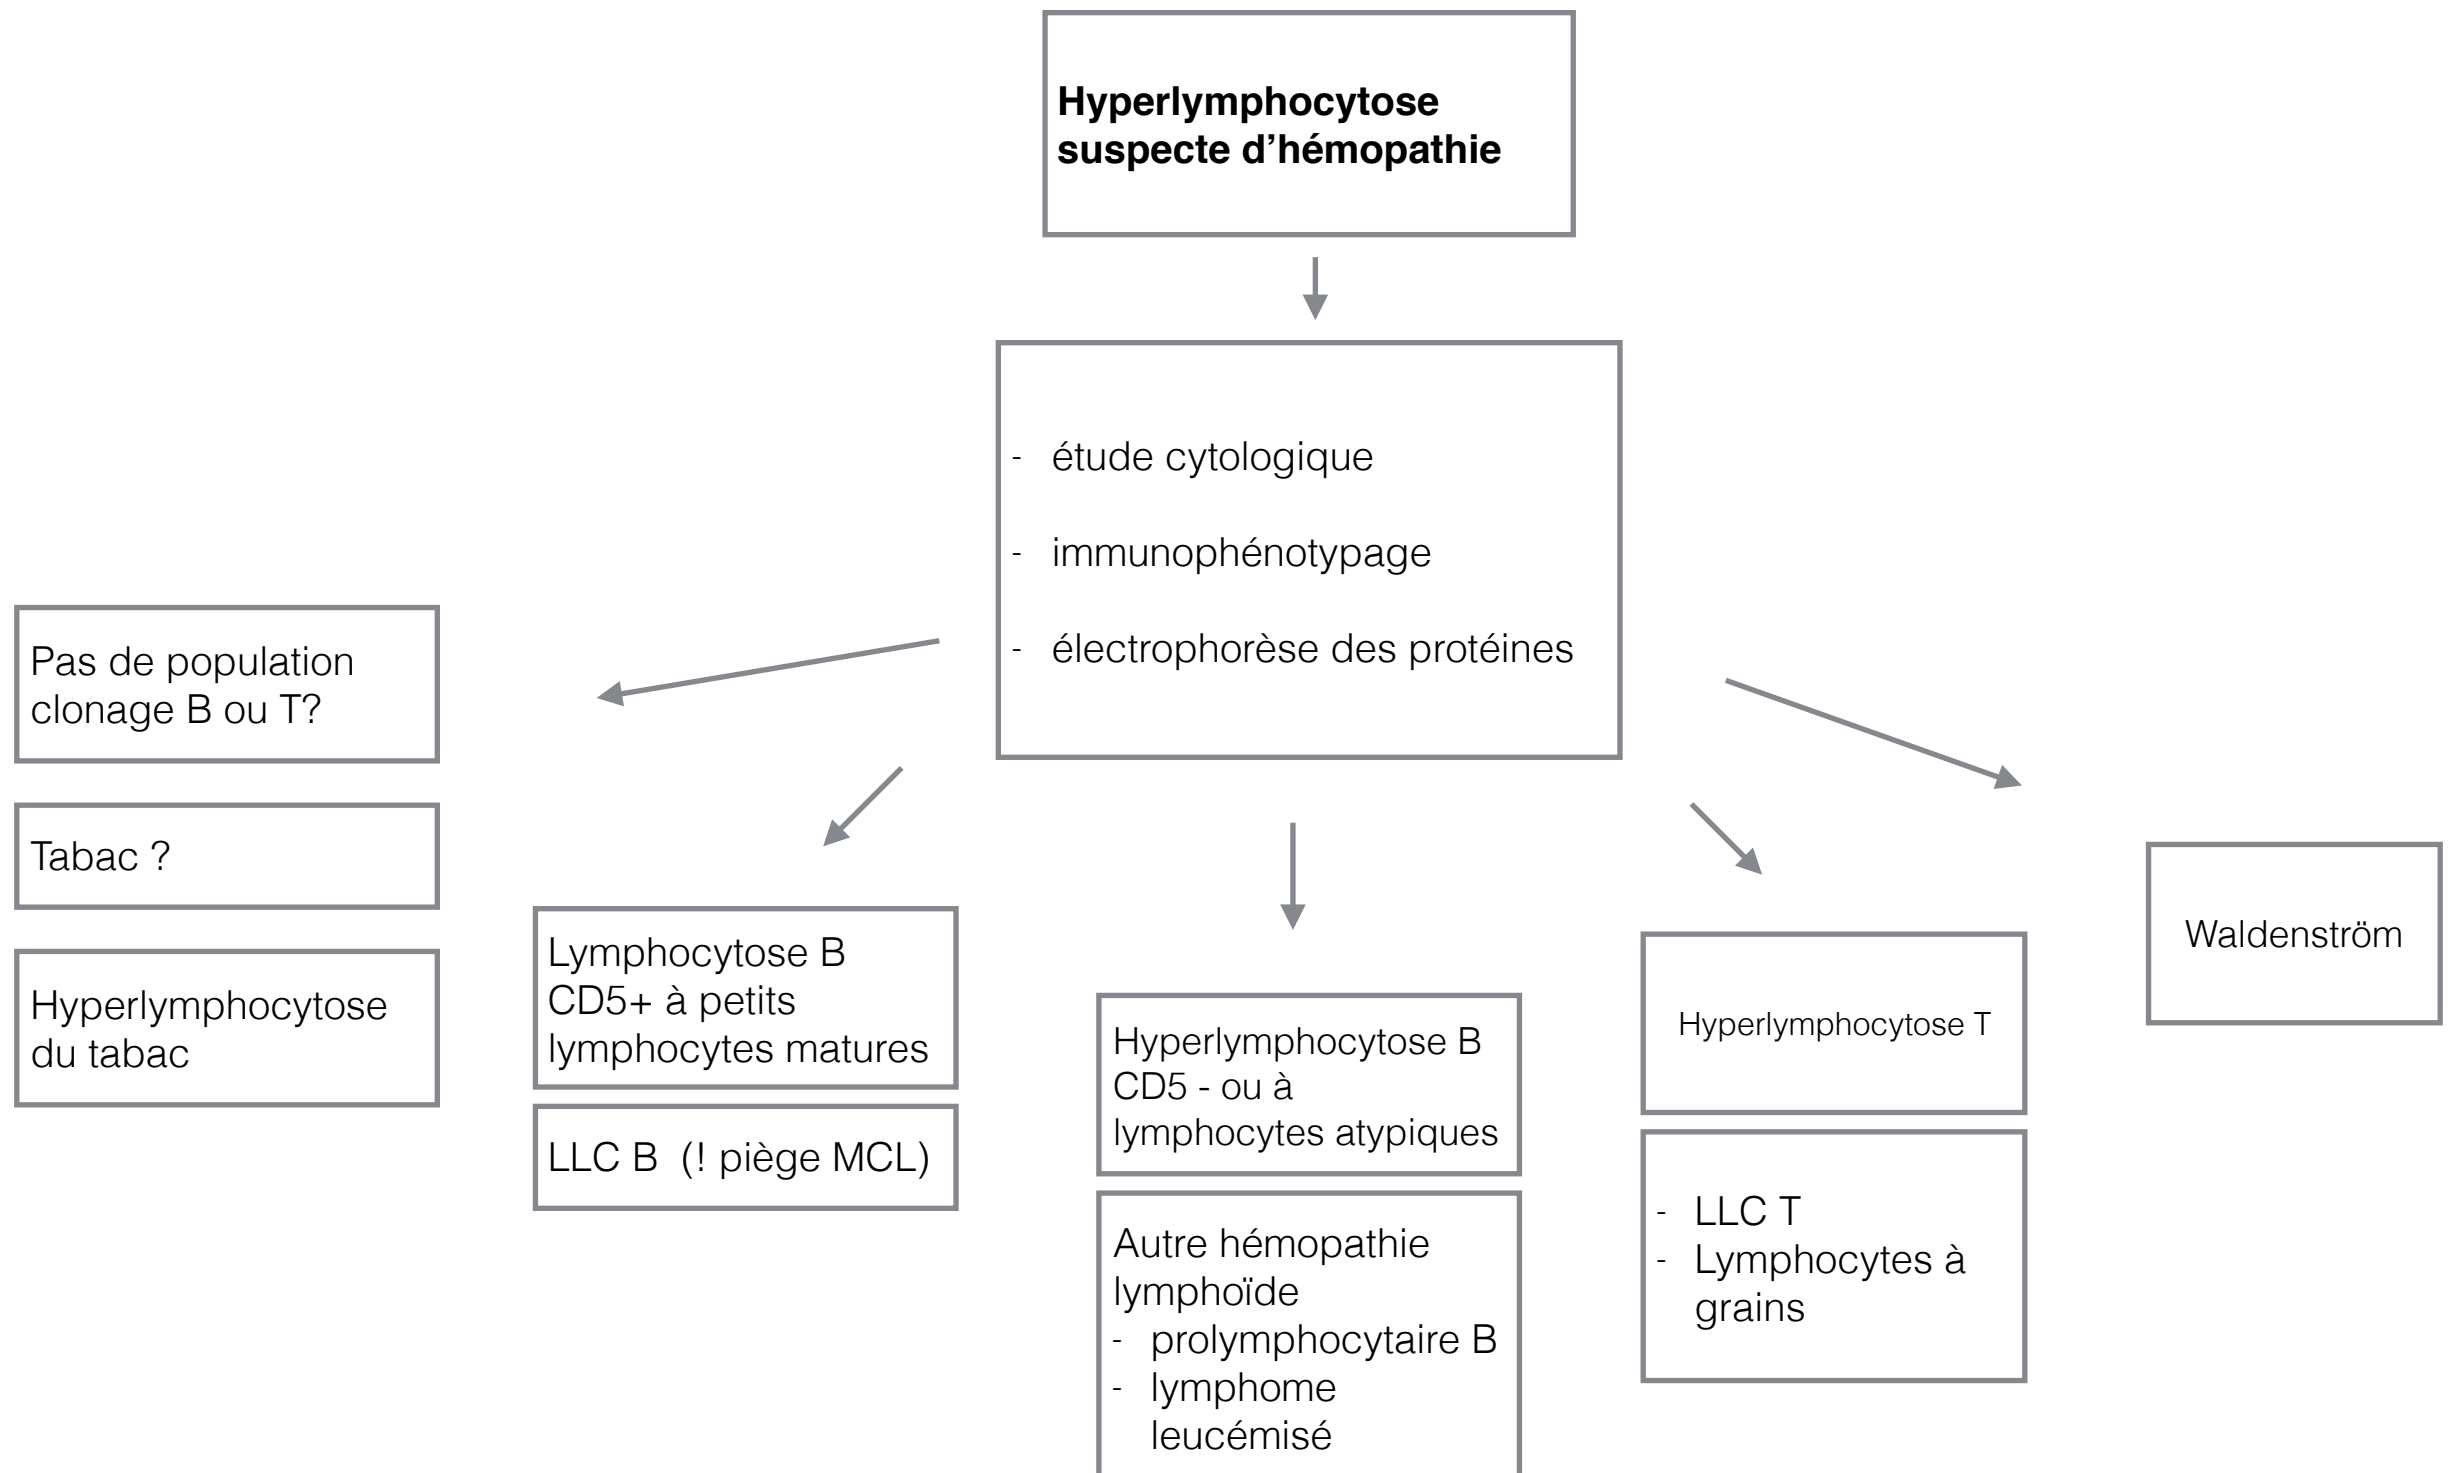 Hyperlymphocytose
suspecte d’hémopathie
- étude cytologique
- immunophénotypage
- électrophorèse des protéines
Pas de population
clonage B ou T?
Tabac ?
Hyperlymphocytose
du tabac
Lymphocytose B
CD5+ à petits
lymphocytes matures
LLC B (! piège MCL)
Hyperlymphocytose B
CD5 - ou à
lymphocytes atypiques
Autre hémopathie
lymphoïde
- prolymphocytaire B
- lymphome
leucémisé
Hyperlymphocytose T
- LLC T
- Lymphocytes à
grains
Waldenström